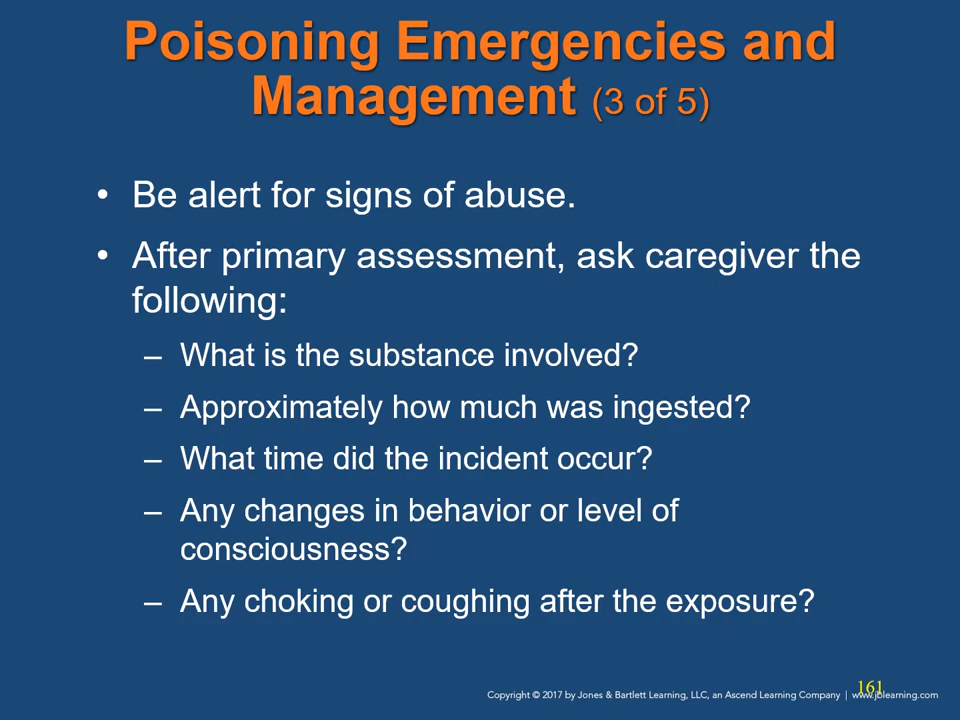 Poisoning Emergencies and
Management (3 of 5)
• Be alert for signs of abuse.
• After primary assessment, ask caregiver the
following:
– What is the substance involved?
– Approximately how much was ingested?
– What time did the incident occur?
– Any changes in behavior or level of
consciousness?
– Any choking or coughing after the exposure?
161
Copyright © 2017 by Jones & Bartlett Learning, LLC, an Ascend Learning Company | www.jblearning.com